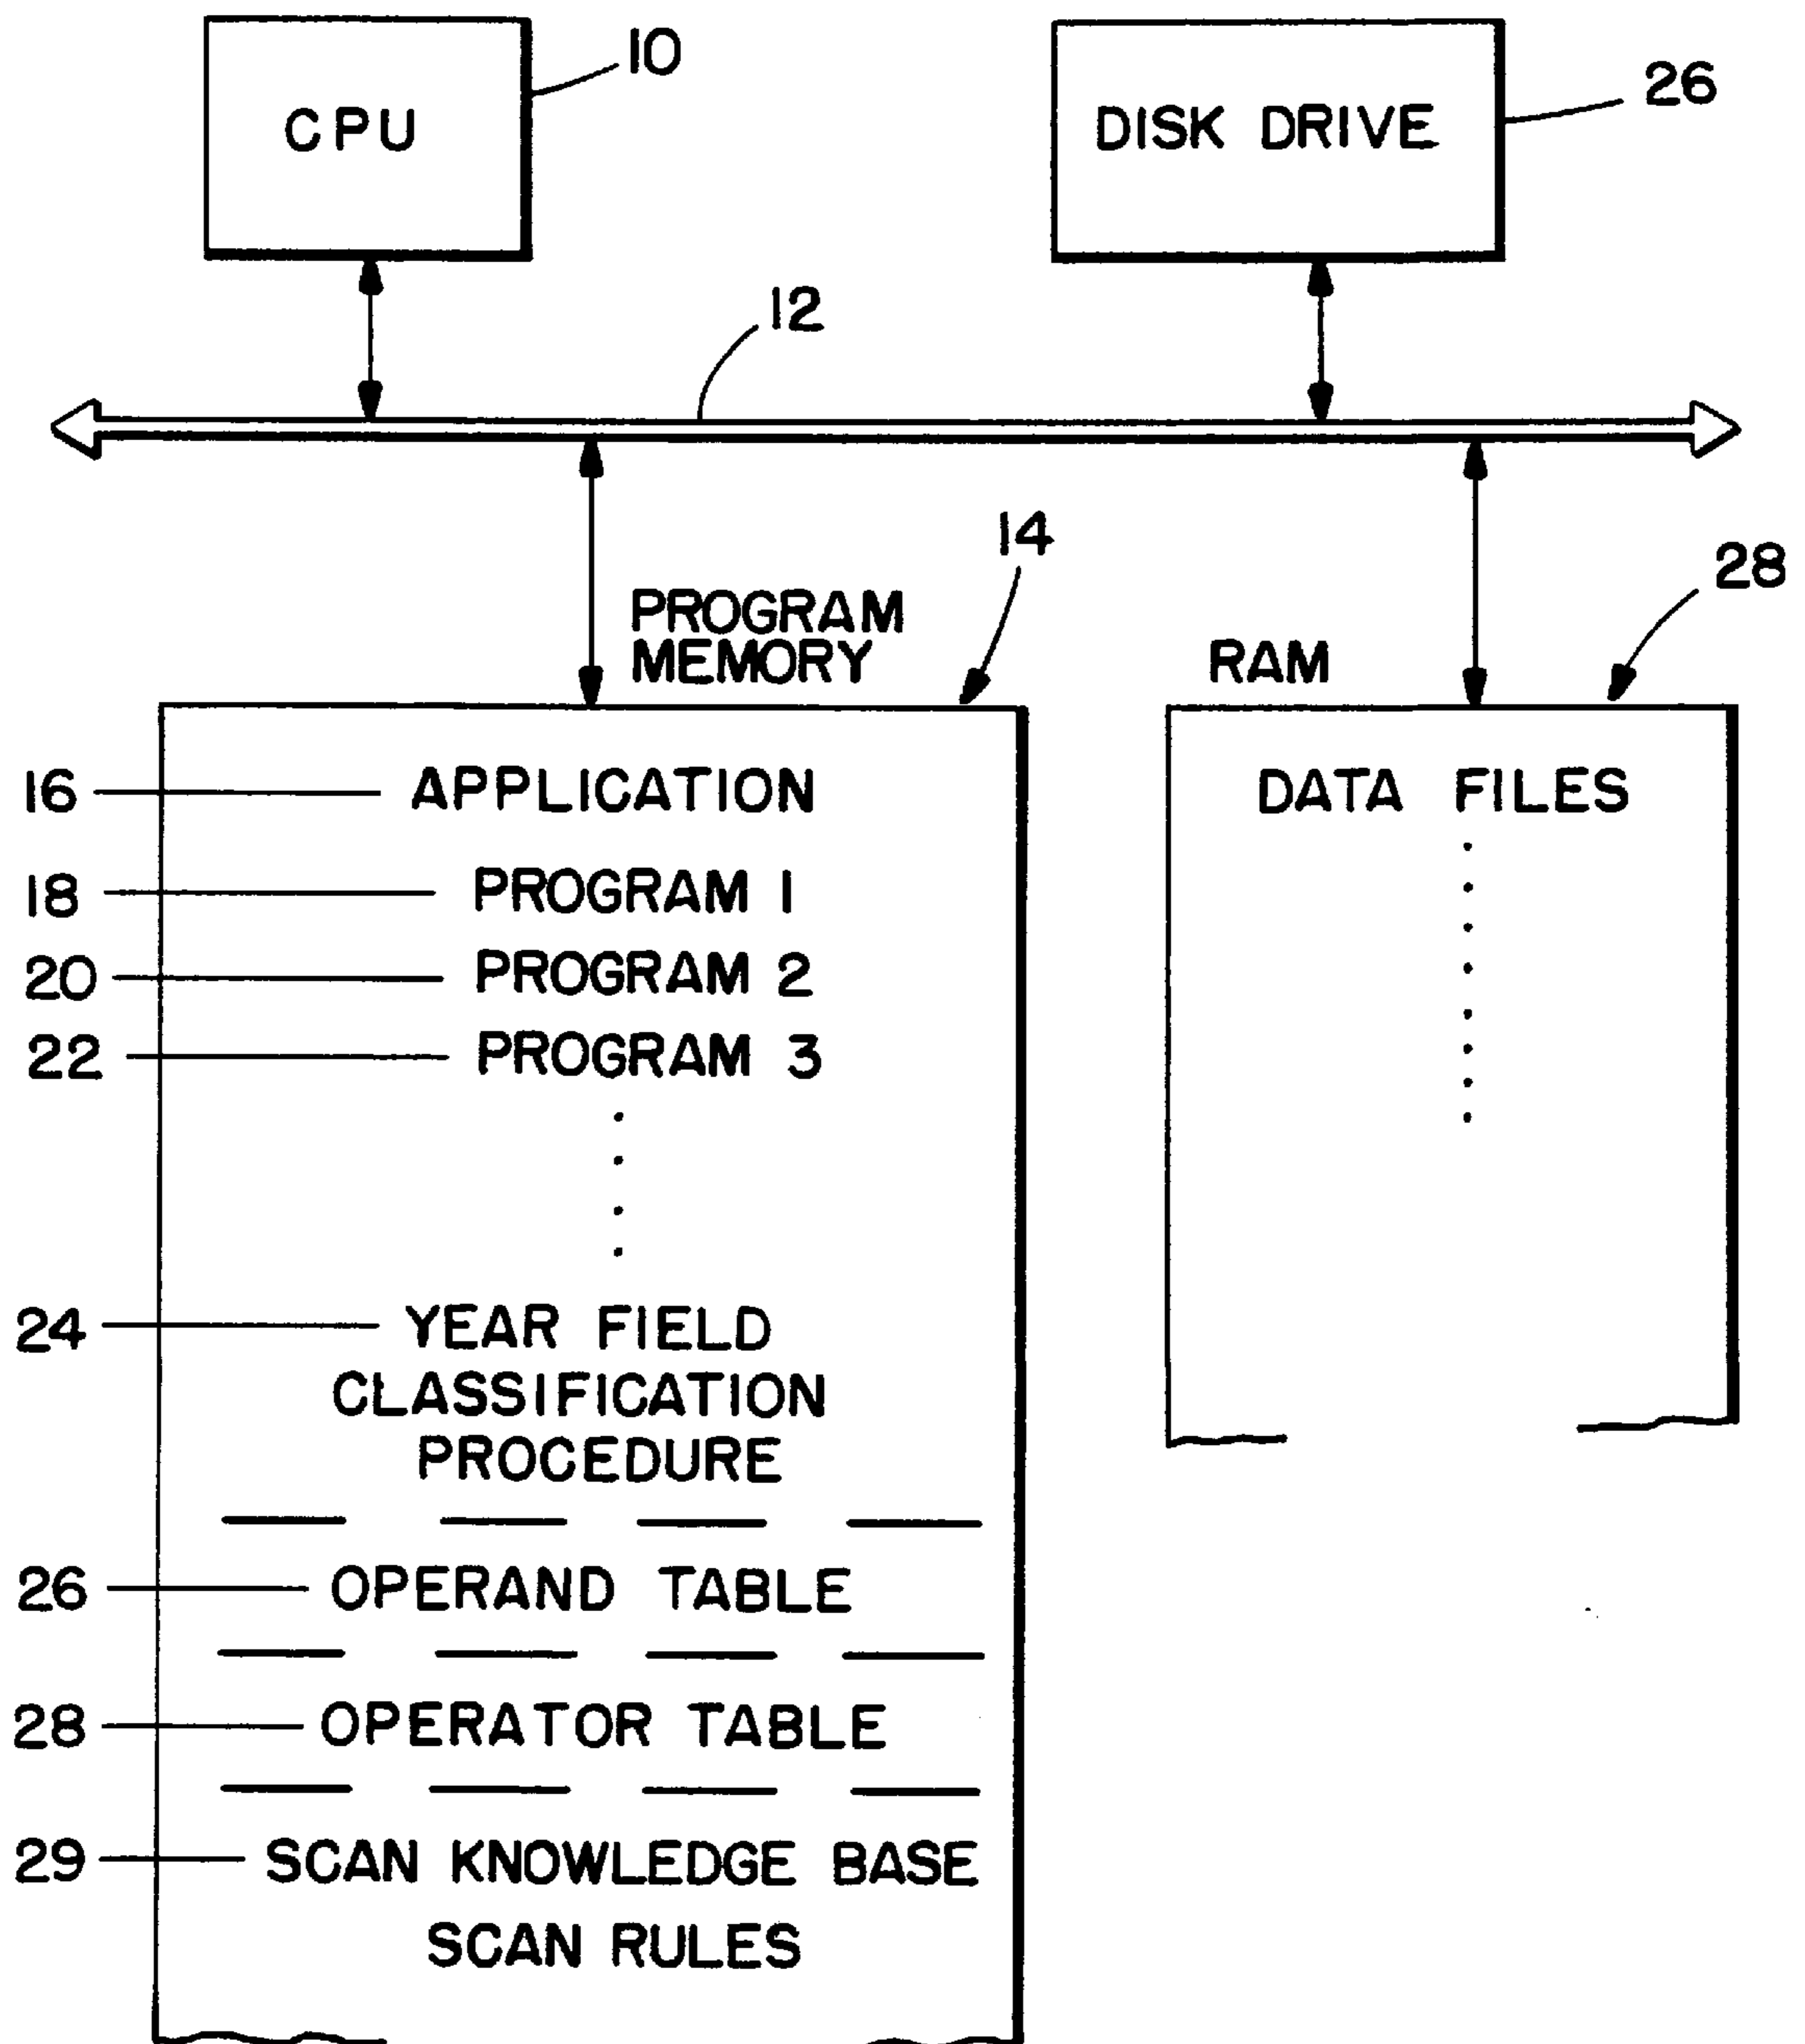 CPU
10
DISK DRIVE
26
12
14
28
PROGRAM
MEMORY
RAM
16 APPLICATION
18 PROGRAM 1
20 PROGRAM 2
22 PROGRAM 3
24 YEAR FIELD
CLASSIFICATION
PROCEDURE
26 OPERAND TABLE
28 OPERATOR TABLE
29 SCAN KNOWLEDGE BASE
SCAN RULES
DATA FILES